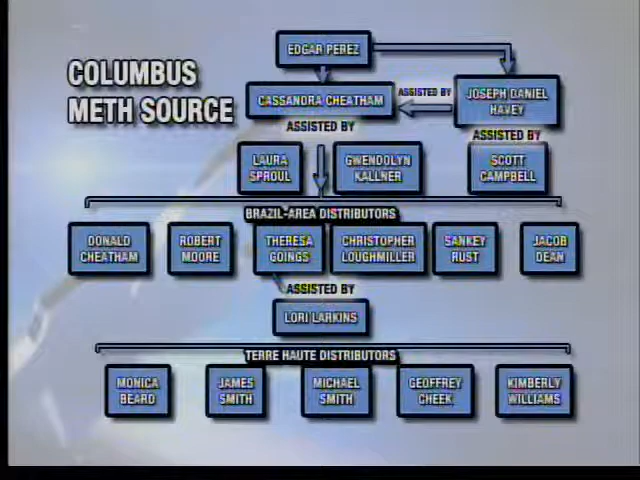 COLUMBUS
METH SOURCE
EDGAR PEREZ
CASSANDRA CHEATHAM
ASSISTED BY
JOSEPH DANIEL
HAVEY
ASSISTED BY
ASSISTED BY
LAURA
SPROUL
GWENDOLYN
KALLNER
SCOTT
CAMPBELL
BRAZIL-AREA DISTRIBUTORS
DONALD
CHEATHAM
ROBERT
MOORE
THERESA
GOINGS
CHRISTOPHER
LOUGHMILLER
SANKEY
RUST
JACOB
DEAN
ASSISTED BY
LORI LARKINS
TERRE HAUTE DISTRIBUTORS
MONICA
BEARD
JAMES
SMITH
MICHAEL
SMITH
GEOFFREY
CHEEK
KIMBERLY
WILLIAMS